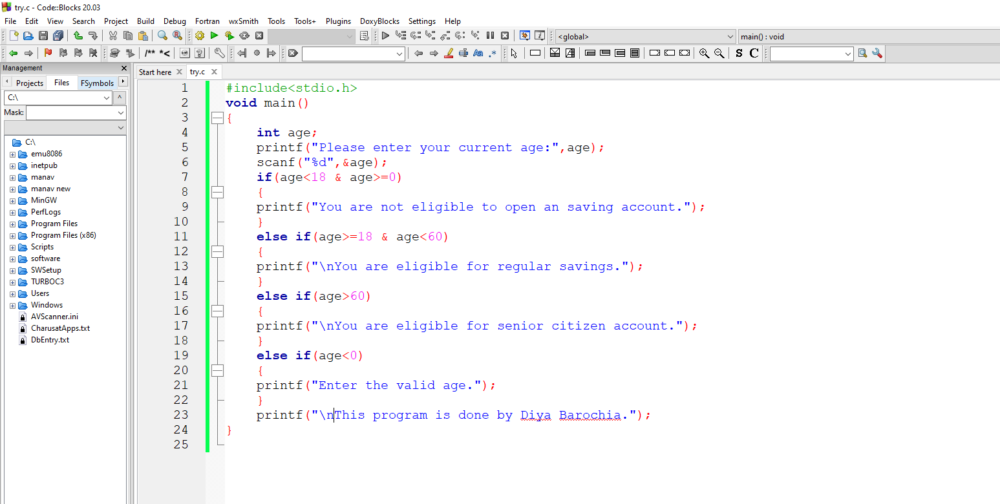 try.c - Code::Blocks 20.03
File Edit View Search Project Build Debug Fortran wxSmith Tools Tools+ Plugins DoxyBlocks Settings Help
<global> main() : void
/** *<
Aa .* S C
Management
Projects Files FSymbols
C:\
Mask:
C:\
emu8086
inetpub
manav
manav new
MinGW
PerfLogs
Program Files
Program Files (x86)
Scripts
software
SWSetup
TURBOC3
Users
Windows
AVScanner.ini
CharusatApps.txt
DbEntry.txt
Start here try.c
1 #include<stdio.h>
2 void main()
3 {
4 int age;
5 printf("Please enter your current age:",age);
6 scanf("%d",&age);
7 if(age<18 & age>=0)
8 {
9 printf("You are not eligible to open an saving account.");
10 }
11 else if(age>=18 & age<60)
12 {
13 printf("\nYou are eligible for regular savings.");
14 }
15 else if(age>60)
16 {
17 printf("\nYou are eligible for senior citizen account.");
18 }
19 else if(age<0)
20 {
21 printf("Enter the valid age.");
22 }
23 printf("\nThis program is done by Diya Barochia.");
24 }
25